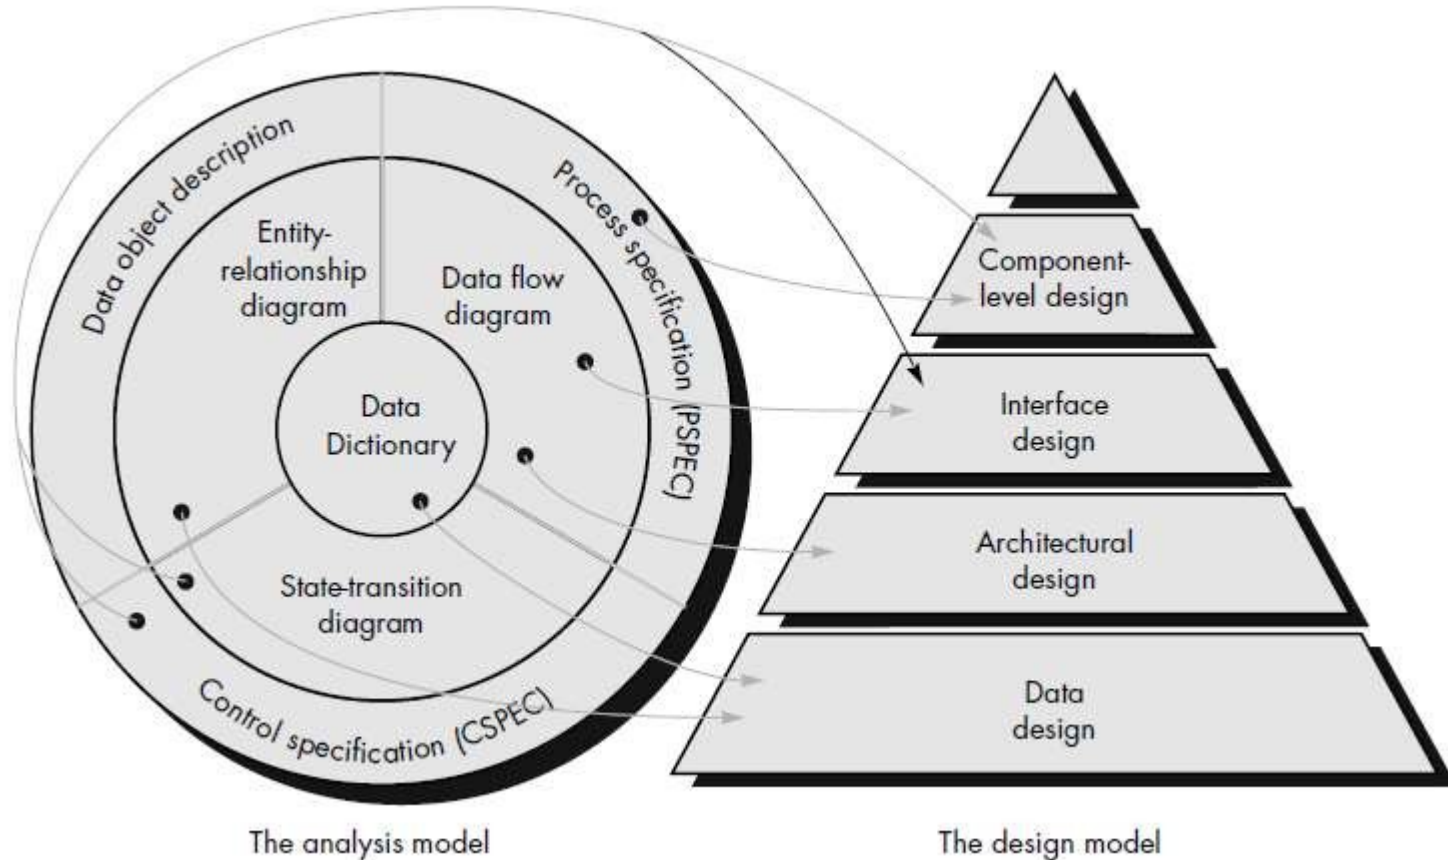 Data object description
Process specification (PSPEC)
Control specification (CSPEC)
Entity-
relationship
diagram
Data flow
diagram
Data
Dictionary
State-transition
diagram
The analysis model
Component-
level design
Interface
design
Architectural
design
Data
design
The design model